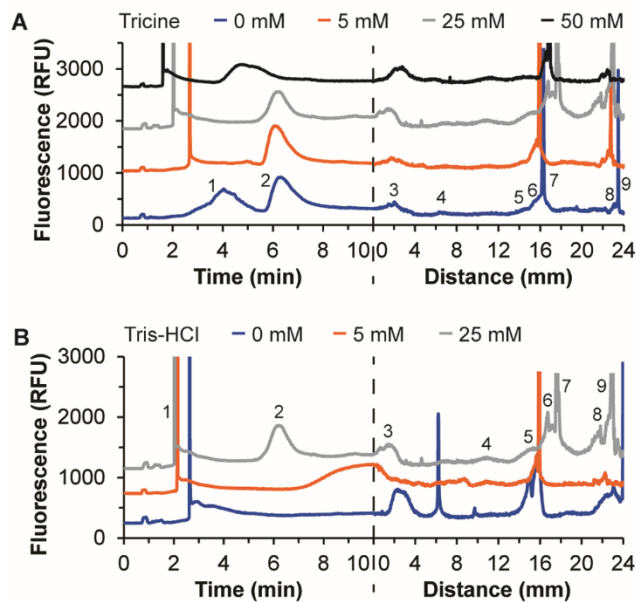 A Tricine 0 mM 5 mM 25 mM 50 mM
Fluorescence (RFU)
3000
2000
1000
0
1 2 3 4 5 6 7 8 9
0 2 4 6 8 10 0 4 8 12 16 20 24
Time (min) Distance (mm)
B Tris-HCl 0 mM 5 mM 25 mM
Fluorescence (RFU)
3000
2000
1000
0
1 2 3 4 5 6 7 8 9
0 2 4 6 8 10 0 4 8 12 16 20 24
Time (min) Distance (mm)